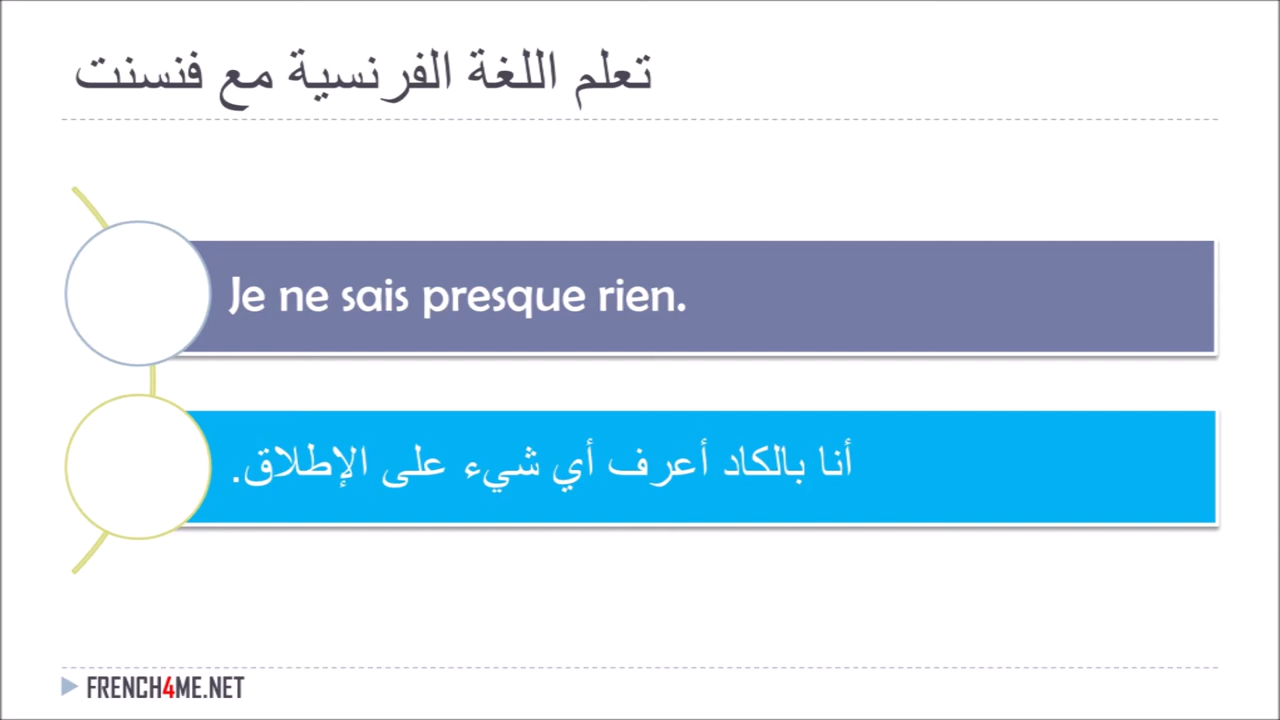 تعلم اللغة الفرنسية مع فنسنت
Je ne sais presque rien.
أنا بالكاد أعرف أي شيء على الإطلاق.
FRENCH4ME.NET